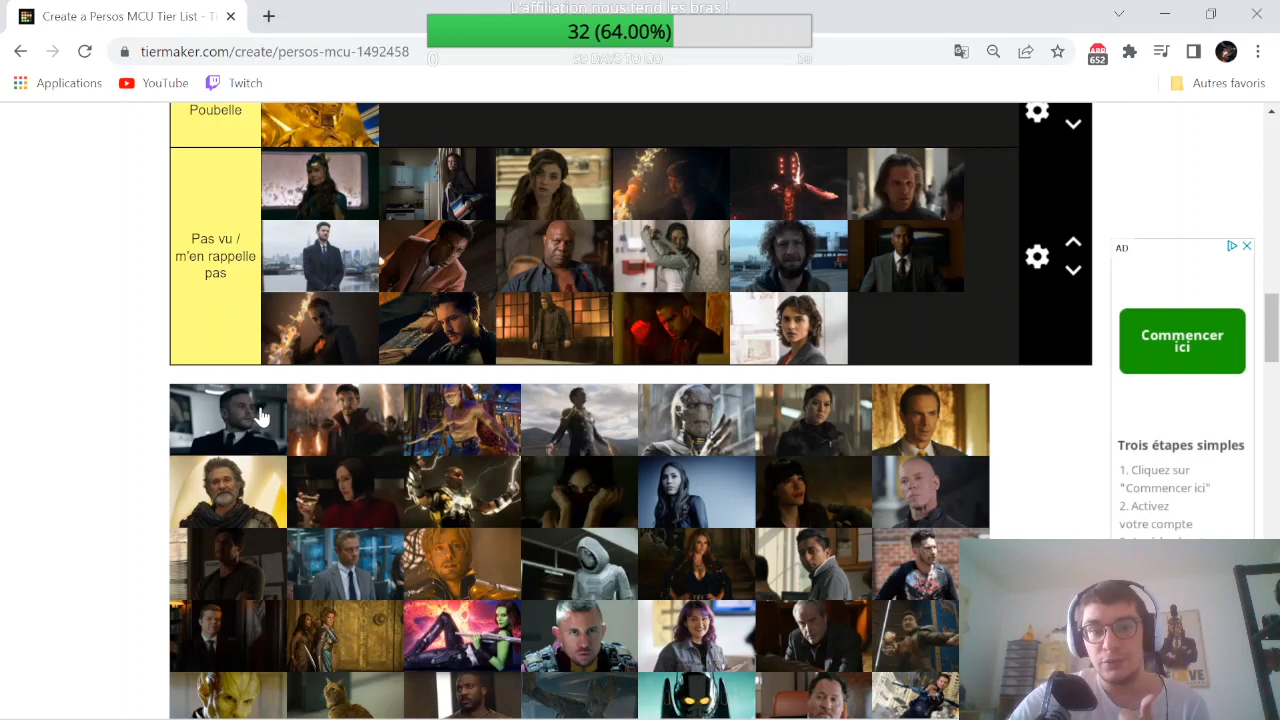 Create a Persos MCU Tier List - Ti
L'affiliation nous tend les bras !
32 (64.00%)
tiermaker.com/create/persos-mcu-1492458
652
Applications
YouTube
Twitch
Autres favoris
Poubelle
Pas vu /
m'en rappelle
pas
AD
Commencer
ici
Trois étapes simples
1. Cliquez sur
"Commencer ici"
2. Activez
votre compte